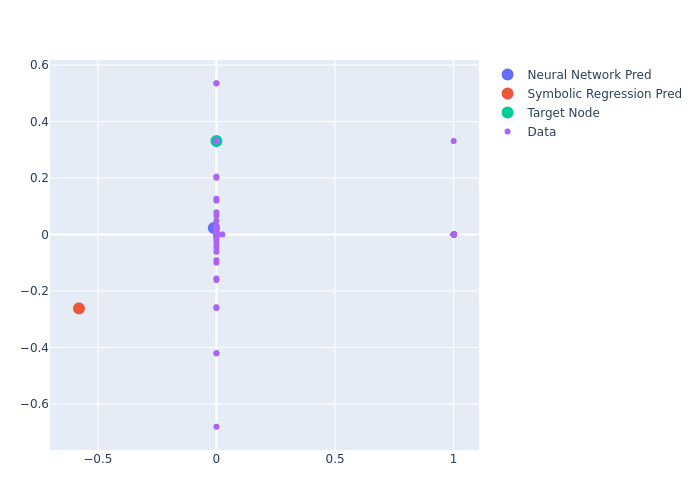 0.6
0.4
0.2
0
−0.2
−0.4
−0.6
−0.5
0
0.5
1
Neural Network Pred
Symbolic Regression Pred
Target Node
Data